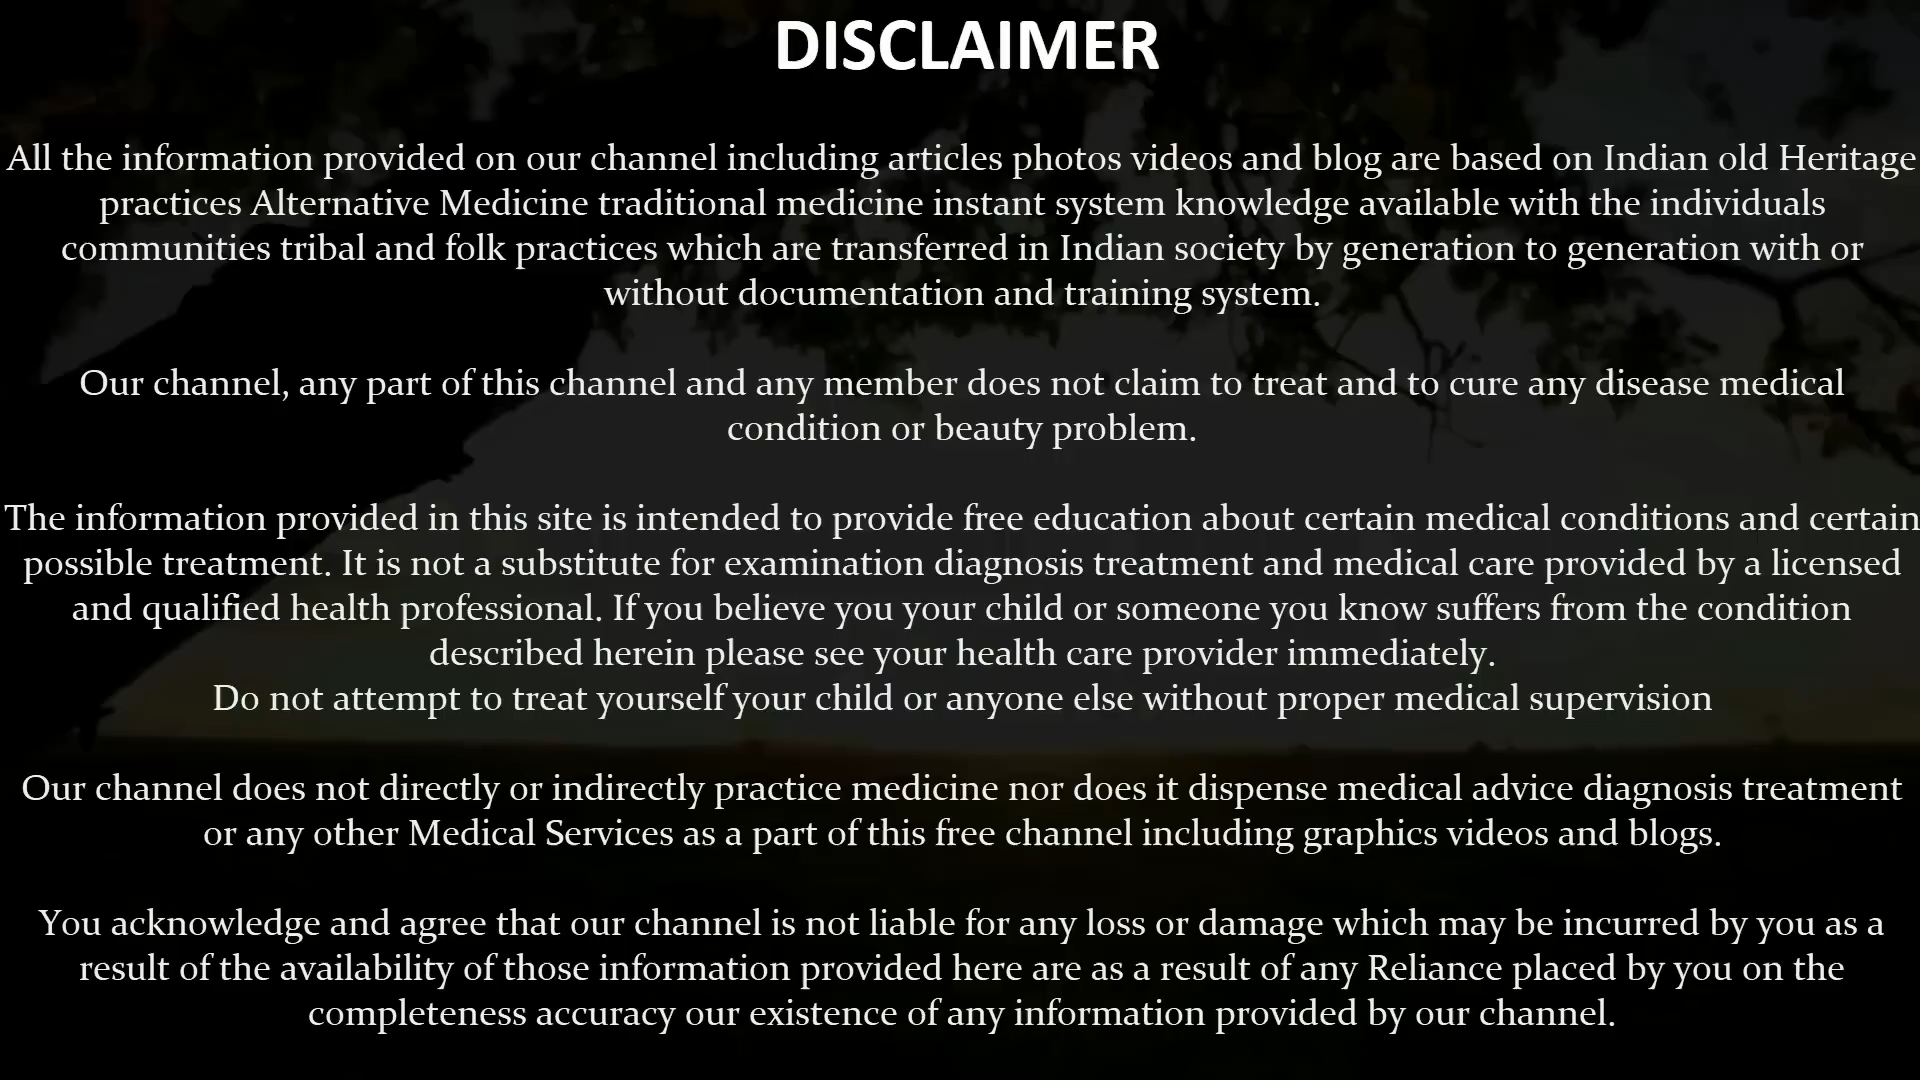 DISCLAIMER
All the information provided on our channel including articles photos videos and blog are based on Indian old Heritage
practices Alternative Medicine traditional medicine instant system knowledge available with the individuals
communities tribal and folk practices which are transferred in Indian society by generation to generation with or
without documentation and training system.
Our channel, any part of this channel and any member does not claim to treat and to cure any disease medical
condition or beauty problem.
The information provided in this site is intended to provide free education about certain medical conditions and certain
possible treatment. It is not a substitute for examination diagnosis treatment and medical care provided by a licensed
and qualified health professional. If you believe you your child or someone you know suffers from the condition
described herein please see your health care provider immediately.
Do not attempt to treat yourself your child or anyone else without proper medical supervision
Our channel does not directly or indirectly practice medicine nor does it dispense medical advice diagnosis treatment
or any other Medical Services as a part of this free channel including graphics videos and blogs.
You acknowledge and agree that our channel is not liable for any loss or damage which may be incurred by you as a
result of the availability of those information provided here are as a result of any Reliance placed by you on the
completeness accuracy our existence of any information provided by our channel.